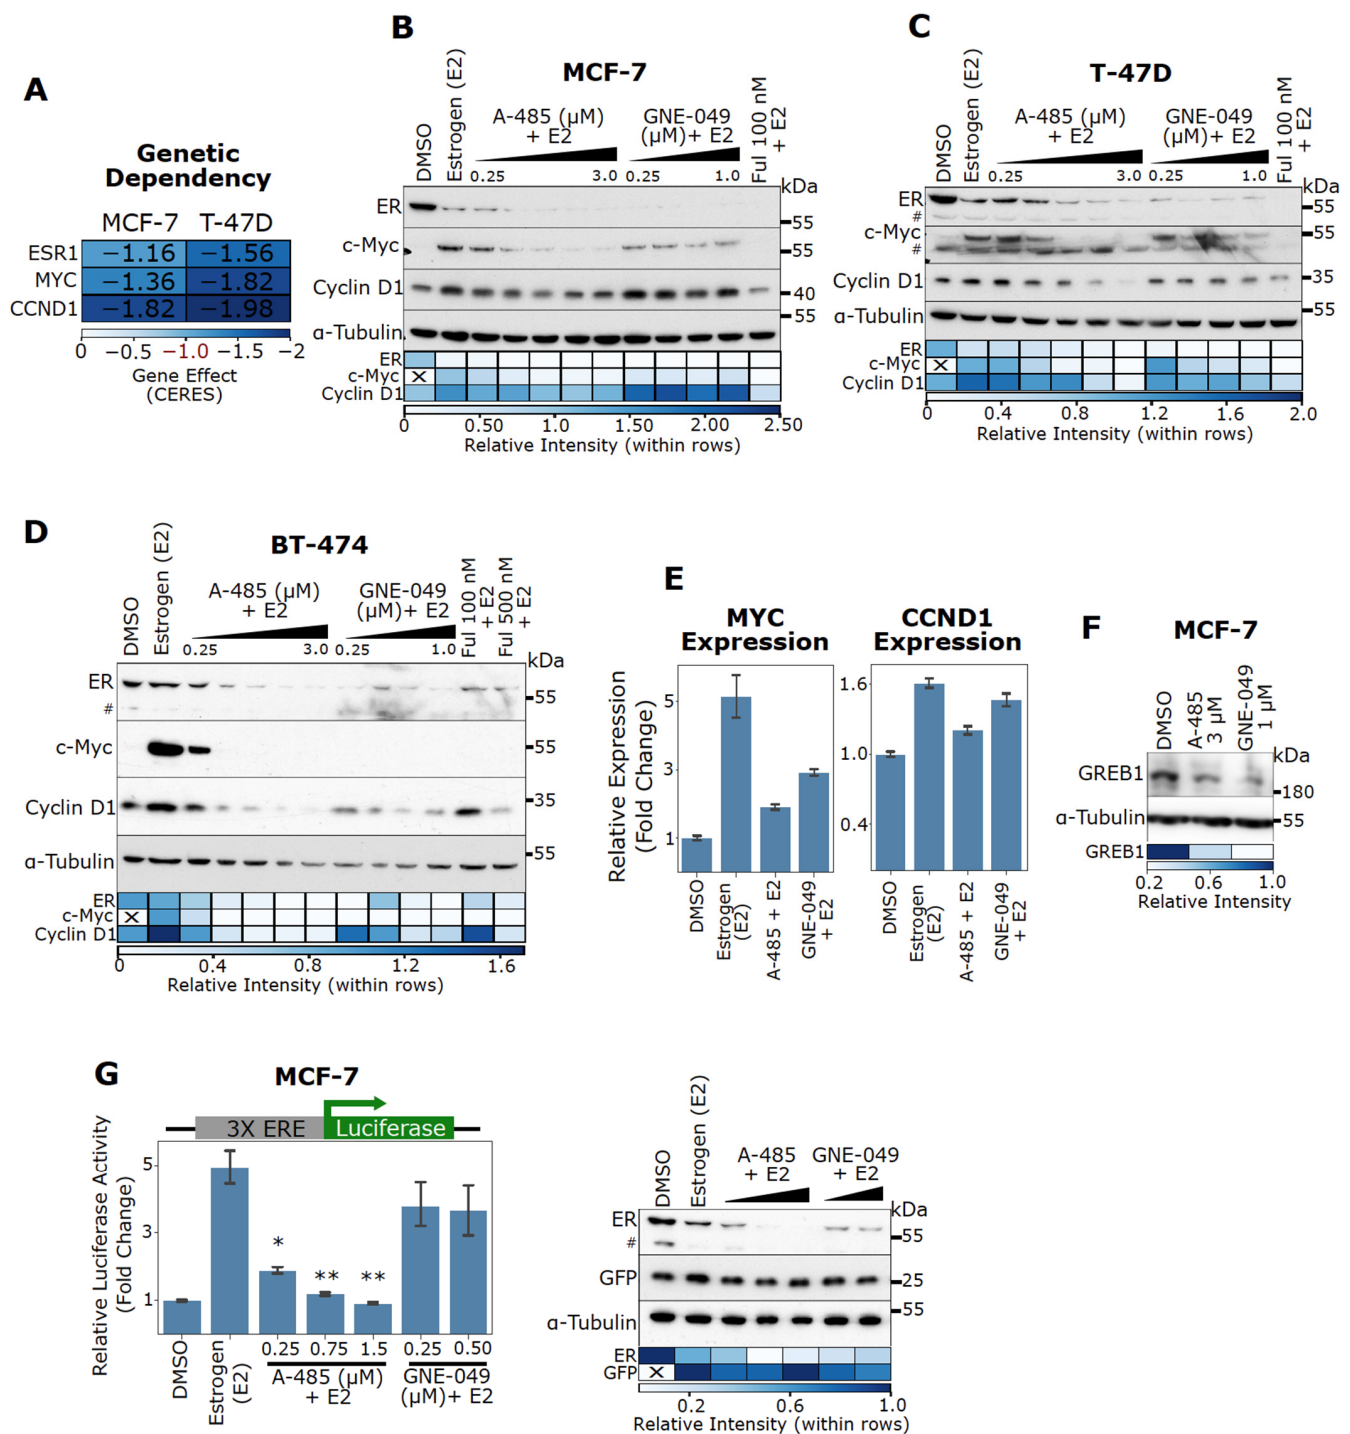 A
Genetic
Dependency
MCF-7 T-47D
ESR1 −1.16 −1.56
MYC −1.36 −1.82
CCND1 −1.82 −1.98
0 −0.5 −1.0 −1.5 −2
Gene Effect
(CERES)
B
MCF-7
DMSO
Estrogen (E2)
A-485 (μM)
+ E2
GNE-049
(μM)+ E2
Ful 100 nM
+ E2
0.25 3.0 0.25 1.0
kDa
ER
55
c-Myc
55
Cyclin D1
40
55
α-Tubulin
ER
c-Myc X
Cyclin D1
0 0.50 1.0 1.50 2.00 2.50
Relative Intensity (within rows)
C
T-47D
DMSO
Estrogen (E2)
A-485 (μM)
+ E2
GNE-049
(μM)+ E2
Ful 100 nM
+ E2
0.25 3.0 0.25 1.0
kDa
ER
55
#
c-Myc
55
#
Cyclin D1
35
55
α-Tubulin
ER
c-Myc X
Cyclin D1
0 0.4 0.8 1.2 1.6 2.0
Relative Intensity (within rows)
D
BT-474
DMSO
Estrogen (E2)
A-485 (μM)
+ E2
GNE-049
(μM)+ E2
Ful 100 nM
+ E2
Ful 500 nM
+ E2
0.25 3.0 0.25 1.0
kDa
ER
55
#
c-Myc
55
Cyclin D1
35
α-Tubulin
55
ER
c-Myc X
Cyclin D1
0 0.4 0.8 1.2 1.6
Relative Intensity (within rows)
E
MYC
Expression
Relative Expression
(Fold Change)
5
3
1
DMSO
Estrogen
(E2)
A-485 + E2
GNE-049
+ E2
CCND1
Expression
1.6
1.0
0.4
DMSO
Estrogen
(E2)
A-485 + E2
GNE-049
+ E2
F
MCF-7
DMSO
A-485
3 μM
GNE-049
1 μM
kDa
GREB1
180
α-Tubulin
55
GREB1
0.2 0.6 1.0
Relative Intensity
G
MCF-7
3X ERE Luciferase
Relative Luciferase Activity
(Fold Change)
5
3
1
* ** **
DMSO
Estrogen
(E2)
0.25 0.75 1.5 0.25 0.50
A-485 (μM)
+ E2
GNE-049
(μM)+ E2
DMSO
Estrogen (E2)
A-485
+ E2
GNE-049
+ E2
kDa
ER
55
#
GFP
25
55
α-Tubulin
ER
GFP X
0.2 0.6 1.0
Relative Intensity (within rows)